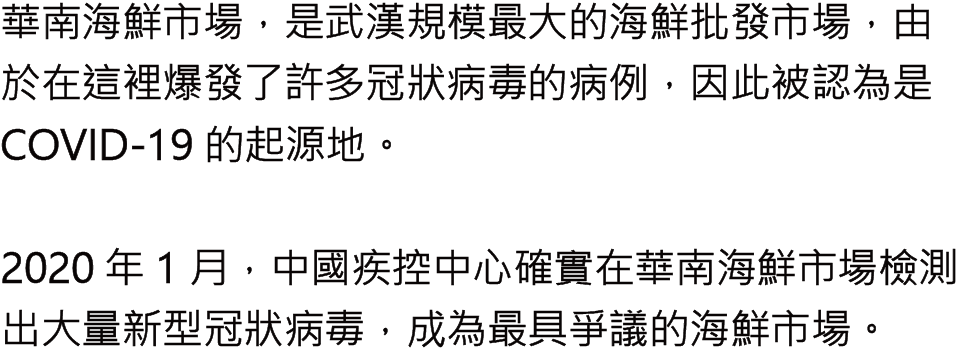 華南海鮮市場，是武漢規模最大的海鮮批發市場，由
於在這裡爆發了許多冠狀病毒的病例，因此被認為是
COVID-19 的起源地。
2020 年 1 月，中國疾控中心確實在華南海鮮市場檢測
出大量新型冠狀病毒，成為最具爭議的海鮮市場。